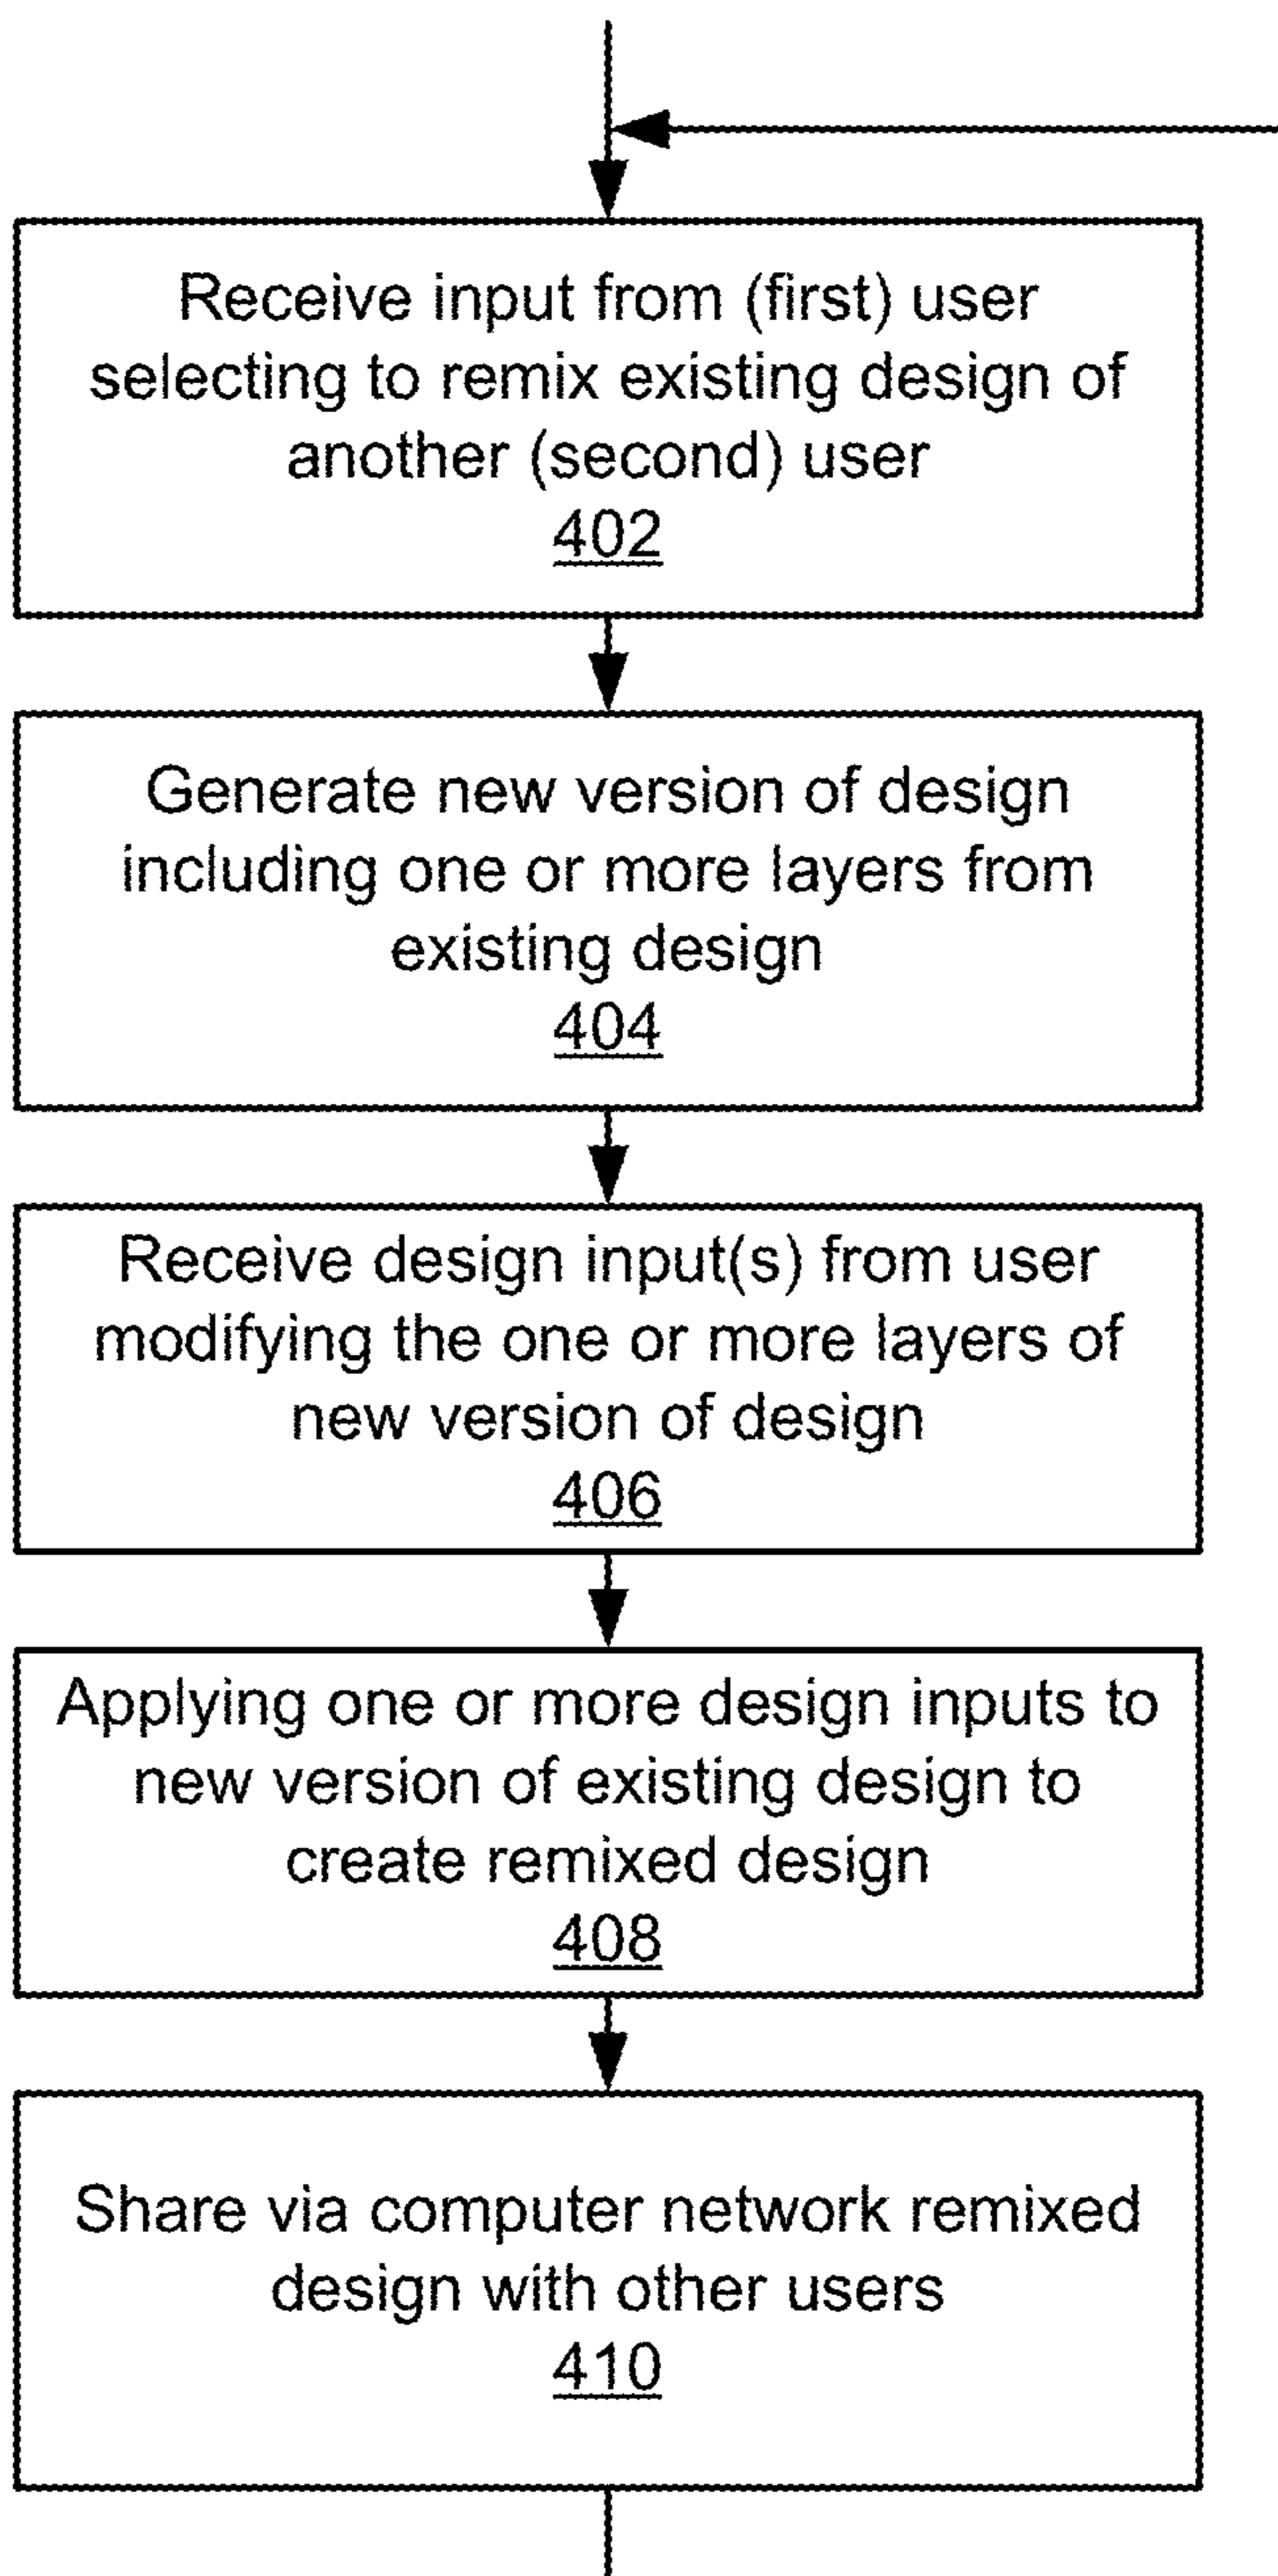 Receive input from (first) user
selecting to remix existing design of
another (second) user
402
Generate new version of design
including one or more layers from
existing design
404
Receive design input(s) from user
modifying the one or more layers of
new version of design
406
Applying one or more design inputs to
new version of existing design to
create remixed design
408
Share via computer network remixed
design with other users
410